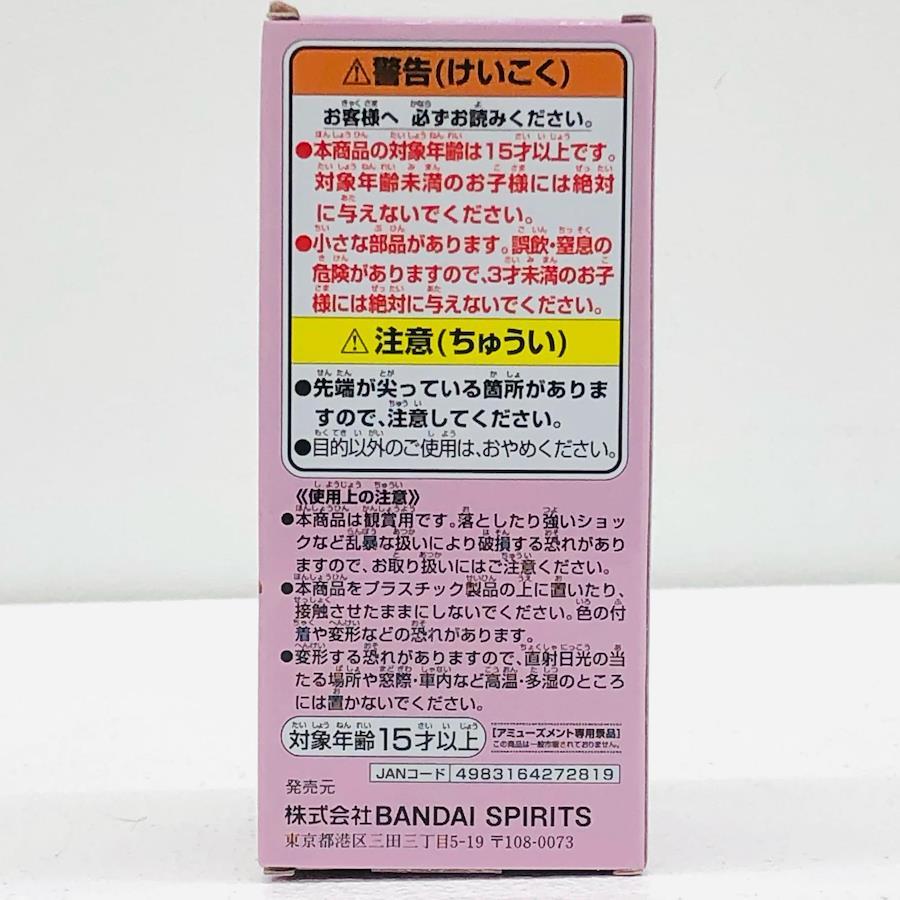 ⚠警告(けいこく)
お客様へ 必ずお読みください。
●本商品の対象年齢は15才以上です。
対象年齢未満のお子様には絶対
に与えないでください。
●小さな部品があります。誤飲・窒息の
危険がありますので、3才未満のお子
様には絶対に与えないでください。
⚠注意(ちゅうい)
●先端が尖っている箇所がありま
すので、注意してください。
●目的以外のご使用は、おやめください。
《使用上の注意》
●本商品は観賞用です。落としたり強いショッ
クなど乱暴な扱いにより破損する恐れがあり
ますので、お取り扱いにはご注意ください。
●本商品をプラスチック製品の上に置いたり、
接触させたままにしないでください。色の付
着や変形などの恐れがあります。
●変形する恐れがありますので、直射日光の当
たる場所や窓際・車内など高温・多湿のところ
には置かないでください。
対象年齢15才以上
[アミューズメント専用景品]
この商品は一般市販されておりません。
JANコード 4983164272819
発売元
株式会社BANDAI SPIRITS
東京都港区三田三丁目5-19 〒108-0073